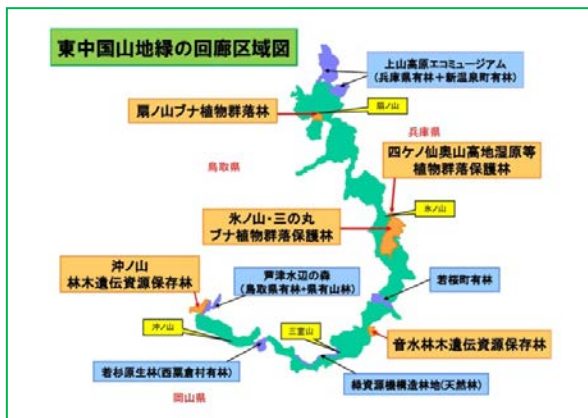 東中国山地緑の回廊区域図
上山高原エコミュージアム
(兵庫県有林+新温泉町有林)
扇ノ山ブナ植物群落林
扇ノ山
兵庫県
鳥取県
四ケノ仙奥山高地湿原等
植物群落保護林
氷ノ山
氷ノ山・三の丸
ブナ植物群落保護林
沖ノ山
林木遺伝資源保存林
芦津水辺の森
(鳥取県有林+県有山林)
若桜町有林
沖ノ山
三室山
音水林木遺伝資源保存林
若杉原生林(西粟倉村有林)
緑資源機構造林地(天然林)
岡山県